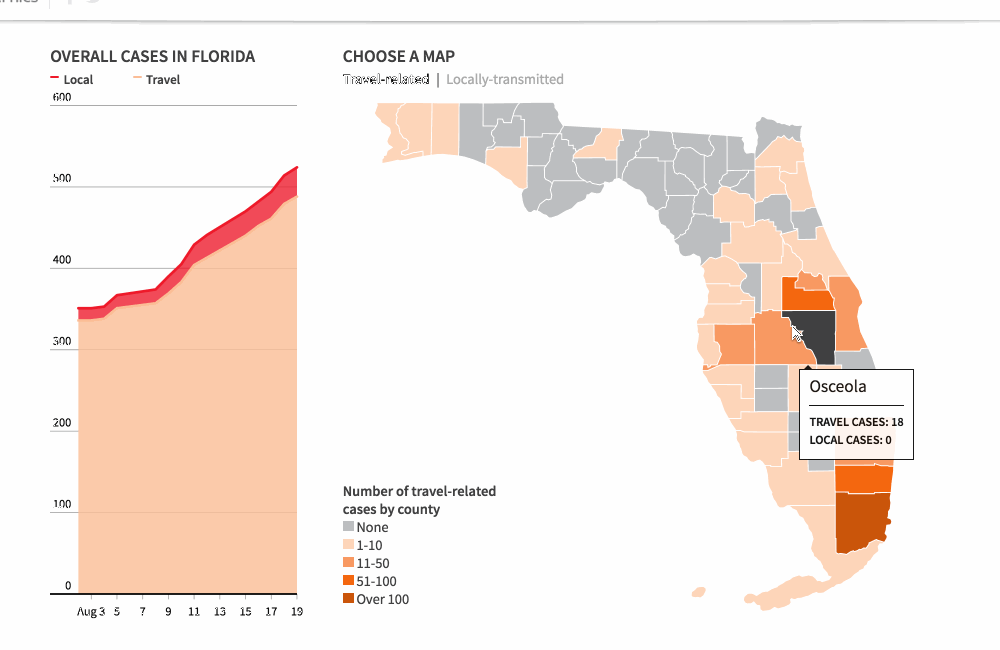 OVERALL CASES IN FLORIDA
Local
Travel
600
500
400
300
200
100
0
Aug 3 5 7 9 11 13 15 17 19
CHOOSE A MAP
Travel-related | Locally-transmitted
Osceola
TRAVEL CASES: 18
LOCAL CASES: 0
Number of travel-related
cases by county
None
1-10
11-50
51-100
Over 100